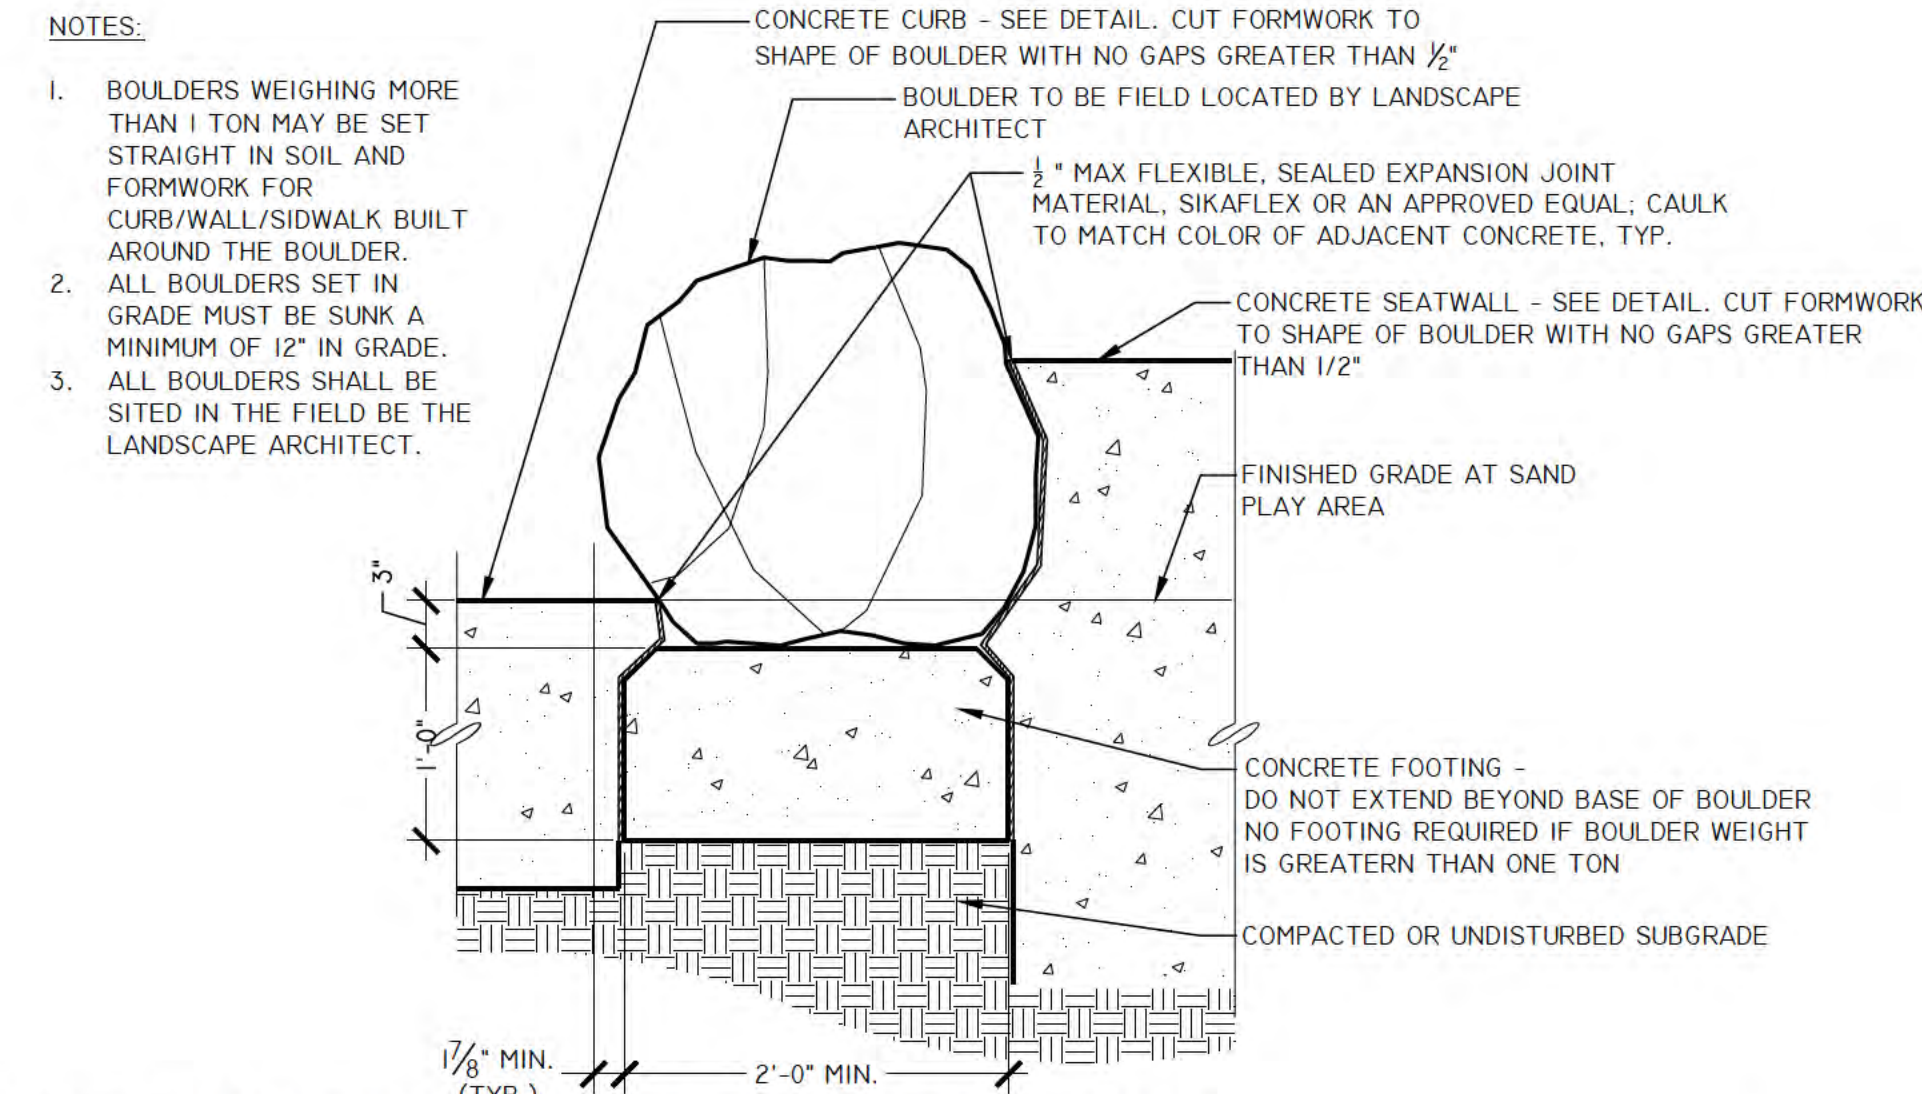 NOTES:
1. BOULDERS WEIGHING MORE
THAN 1 TON MAY BE SET
STRAIGHT IN SOIL AND
FORMWORK FOR
CURB/WALL/SIDWALK BUILT
AROUND THE BOULDER.
2. ALL BOULDERS SET IN
GRADE MUST BE SUNK A
MINIMUM OF 12" IN GRADE.
3. ALL BOULDERS SHALL BE
SITED IN THE FIELD BE THE
LANDSCAPE ARCHITECT.
CONCRETE CURB - SEE DETAIL. CUT FORMWORK TO
SHAPE OF BOULDER WITH NO GAPS GREATER THAN ½"
BOULDER TO BE FIELD LOCATED BY LANDSCAPE
ARCHITECT
½ " MAX FLEXIBLE, SEALED EXPANSION JOINT
MATERIAL, SIKAFLEX OR AN APPROVED EQUAL; CAULK
TO MATCH COLOR OF ADJACENT CONCRETE, TYP.
CONCRETE SEATWALL - SEE DETAIL. CUT FORMWORK
TO SHAPE OF BOULDER WITH NO GAPS GREATER
THAN 1/2"
FINISHED GRADE AT SAND
PLAY AREA
3"
1'-0"
CONCRETE FOOTING -
DO NOT EXTEND BEYOND BASE OF BOULDER
NO FOOTING REQUIRED IF BOULDER WEIGHT
IS GREATERN THAN ONE TON
COMPACTED OR UNDISTURBED SUBGRADE
1⅞" MIN.
(TYP.)
2'-0" MIN.